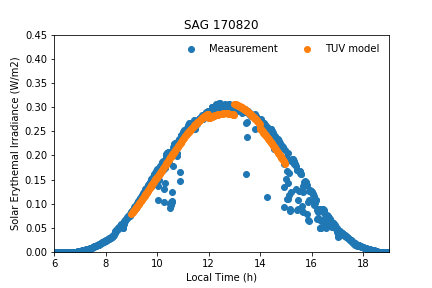 SAG 170820
Measurement TUV model
Solar Erythemal Irradiance (W/m2)
0.45
0.40
0.35
0.30
0.25
0.20
0.15
0.10
0.05
0.00
6 8 10 12 14 16 18
Local Time (h)